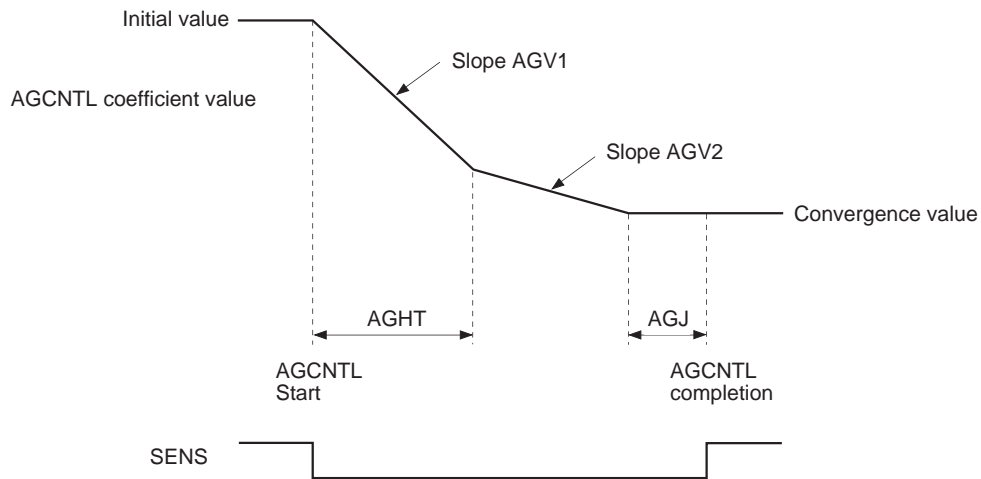 Initial value
Slope AGV1
AGCNTL coefficient value
Slope AGV2
Convergence value
AGHT
AGJ
AGCNTL
Start
AGCNTL
completion
SENS